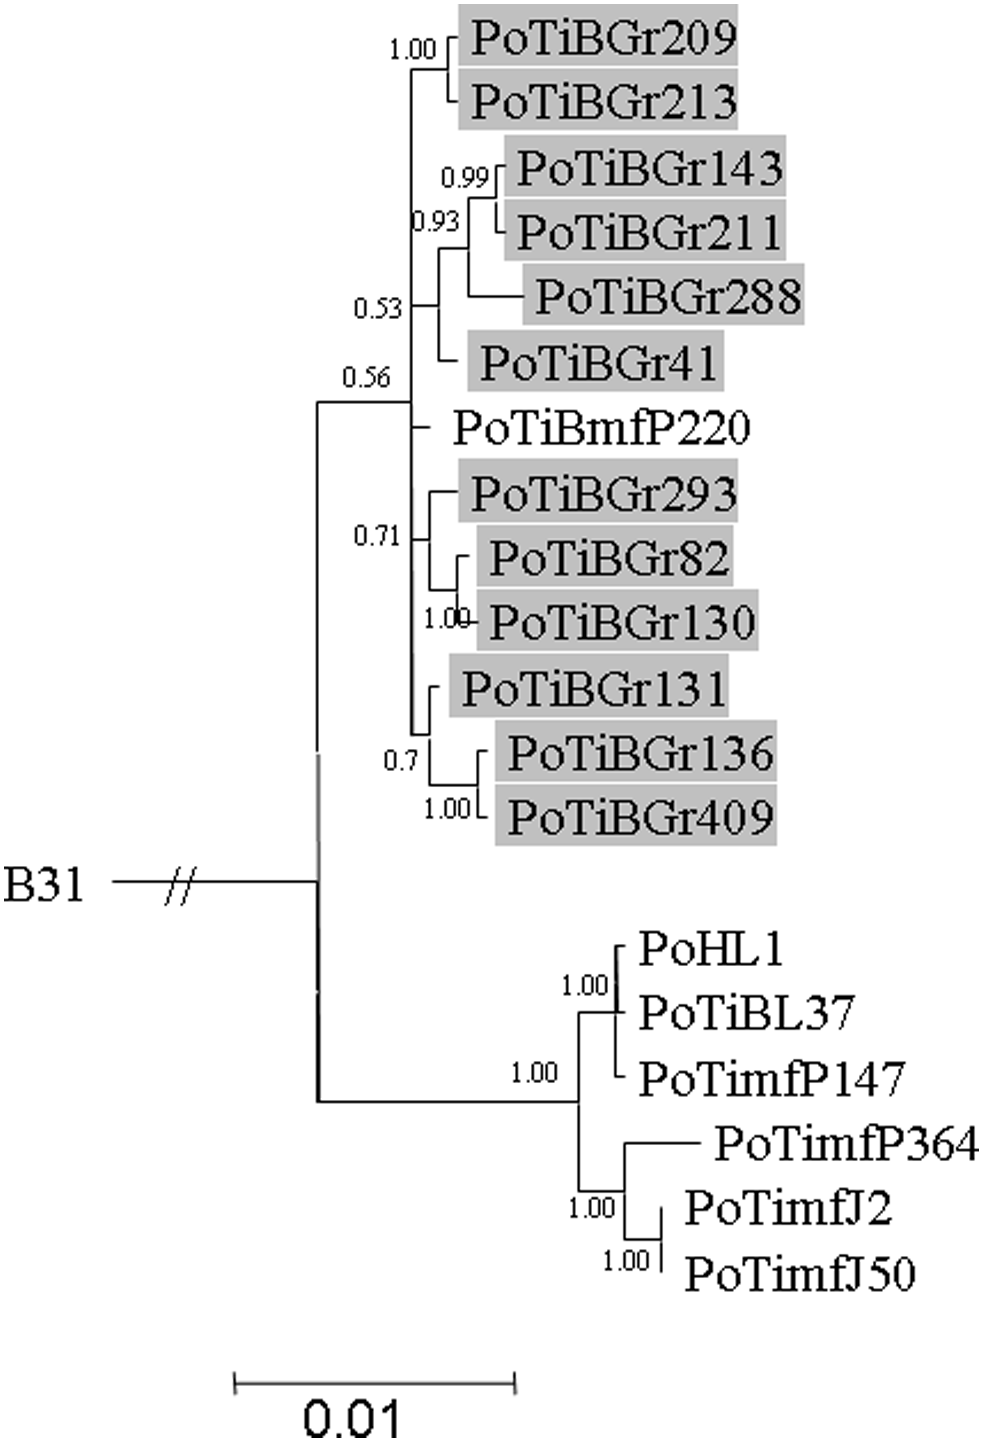 1.00
PoTiBGr209
PoTiBGr213
0.99
PoTiBGr143
0.93
PoTiBGr211
0.53
PoTiBGr288
PoTiBGr41
0.56
PoTiBmfP220
PoTiBGr293
0.71
PoTiBGr82
1.00
PoTiBGr130
PoTiBGr131
0.7
PoTiBGr136
1.00
PoTiBGr409
B31
PoHL1
1.00
PoTiBL37
1.00
PoTimfP147
PoTimfP364
1.00
PoTimfJ2
1.00
PoTimfJ50
0.01